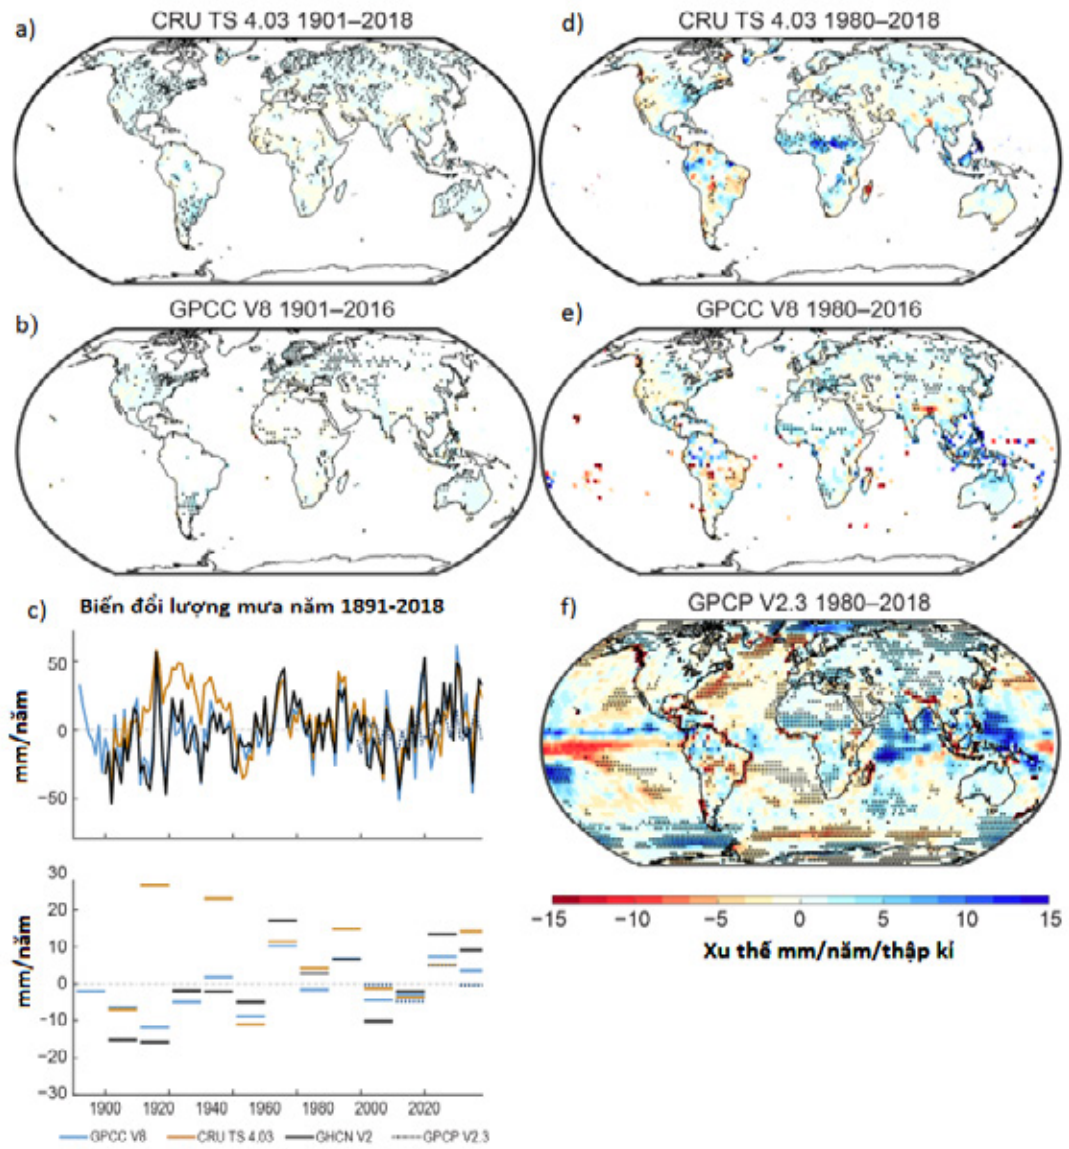 a)
CRU TS 4.03 1901–2018
d)
CRU TS 4.03 1980–2018
b)
GPCC V8 1901–2016
e)
GPCC V8 1980–2016
c)
Biến đổi lượng mưa năm 1891-2018
50
0
−50
mm/năm
30
20
10
0
−10
−20
−30
mm/năm
1900 1920 1940 1960 1980 2000 2020
GPCC V8 CRU TS 4.03 GHCN V2 GPCP V2.3
f)
GPCP V2.3 1980–2018
−15 −10 −5 0 5 10 15
Xu thế mm/năm/thập kỉ